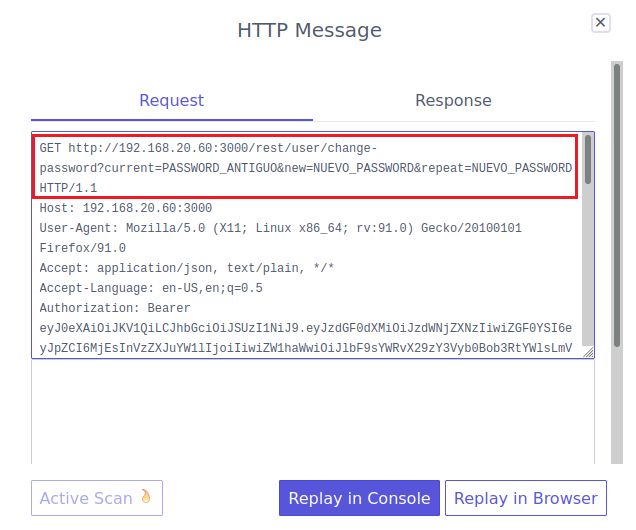 HTTP Message
Request
Response
GET http://192.168.20.60:3000/rest/user/change-
password?current=PASSWORD_ANTIGUO&new=NUEVO_PASSWORD&repeat=NUEVO_PASSWORD
HTTP/1.1
Host: 192.168.20.60:3000
User-Agent: Mozilla/5.0 (X11; Linux x86_64; rv:91.0) Gecko/20100101
Firefox/91.0
Accept: application/json, text/plain, */*
Accept-Language: en-US,en;q=0.5
Authorization: Bearer
eyJ0eXAiOiJKV1QiLCJhbGciOiJSUzI1NiJ9.eyJzdGF0dXMiOiJzdWNjZXNzIiwiZGF0YSI6e
yJpZCI6MjEsInVzZXJuYW1lIjoiIiwiZW1haWwiOiJlbF9sYWRvX29zY3Vyb0Bob3RtYWlsLmV
Active Scan
Replay in Console
Replay in Browser